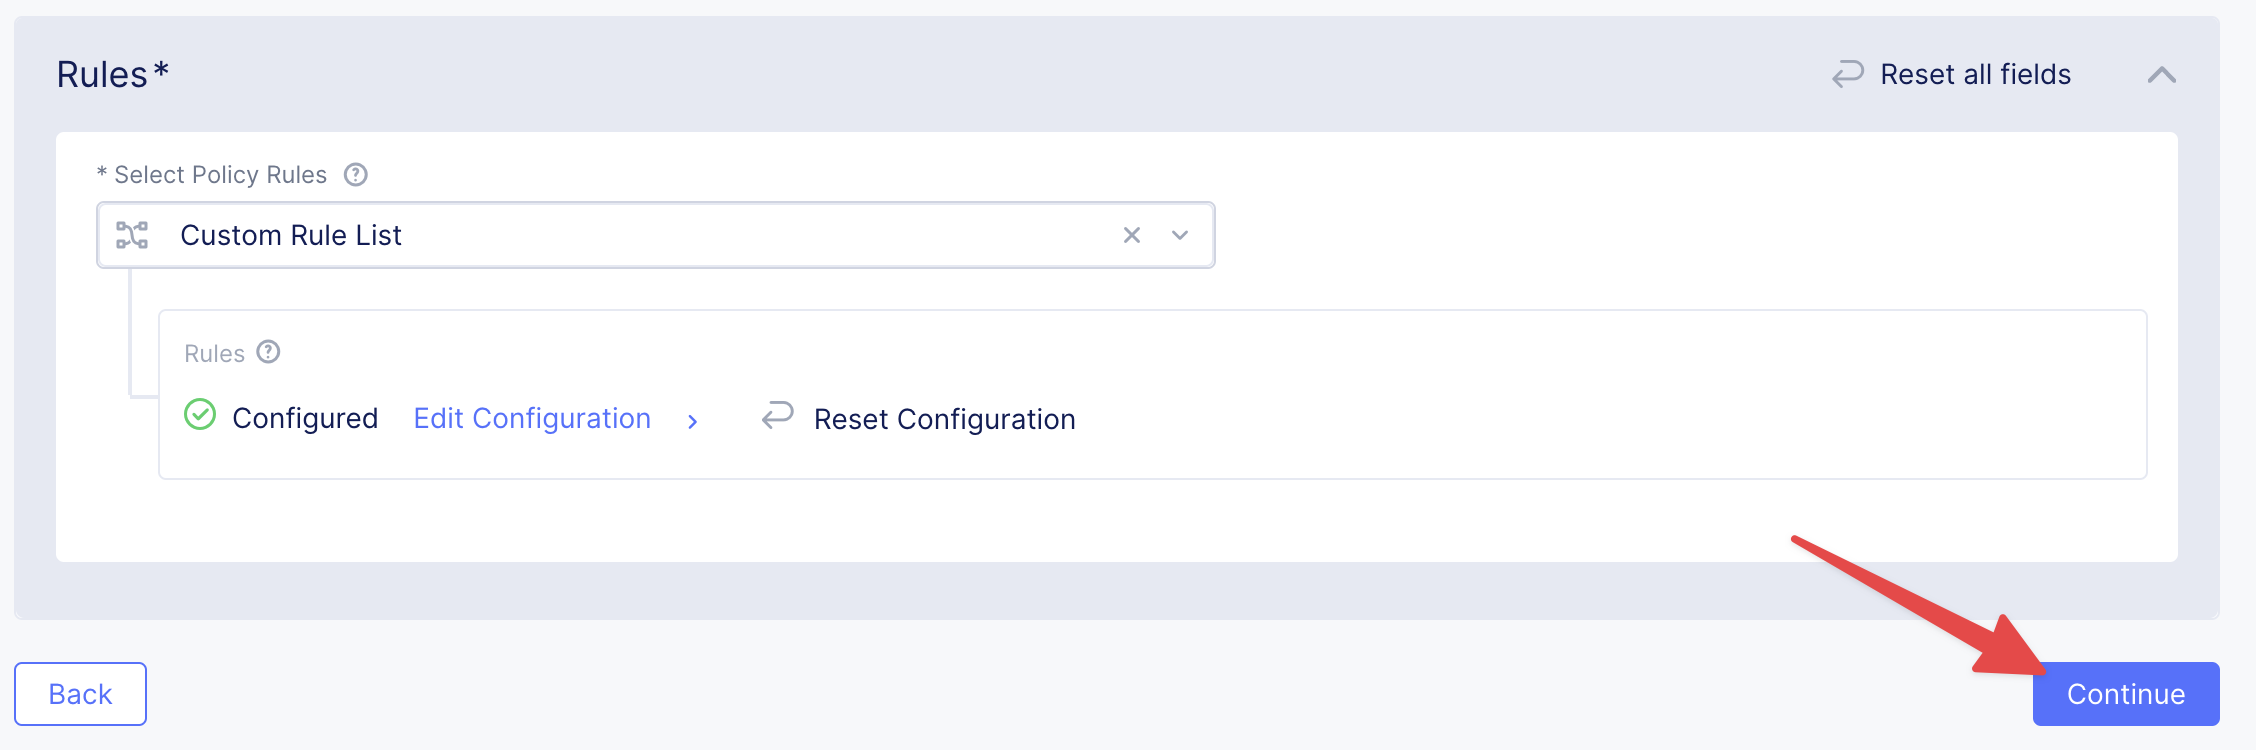 Rules*
Reset all fields
* Select Policy Rules
Custom Rule List
Rules
Configured Edit Configuration Reset Configuration
Back
Continue